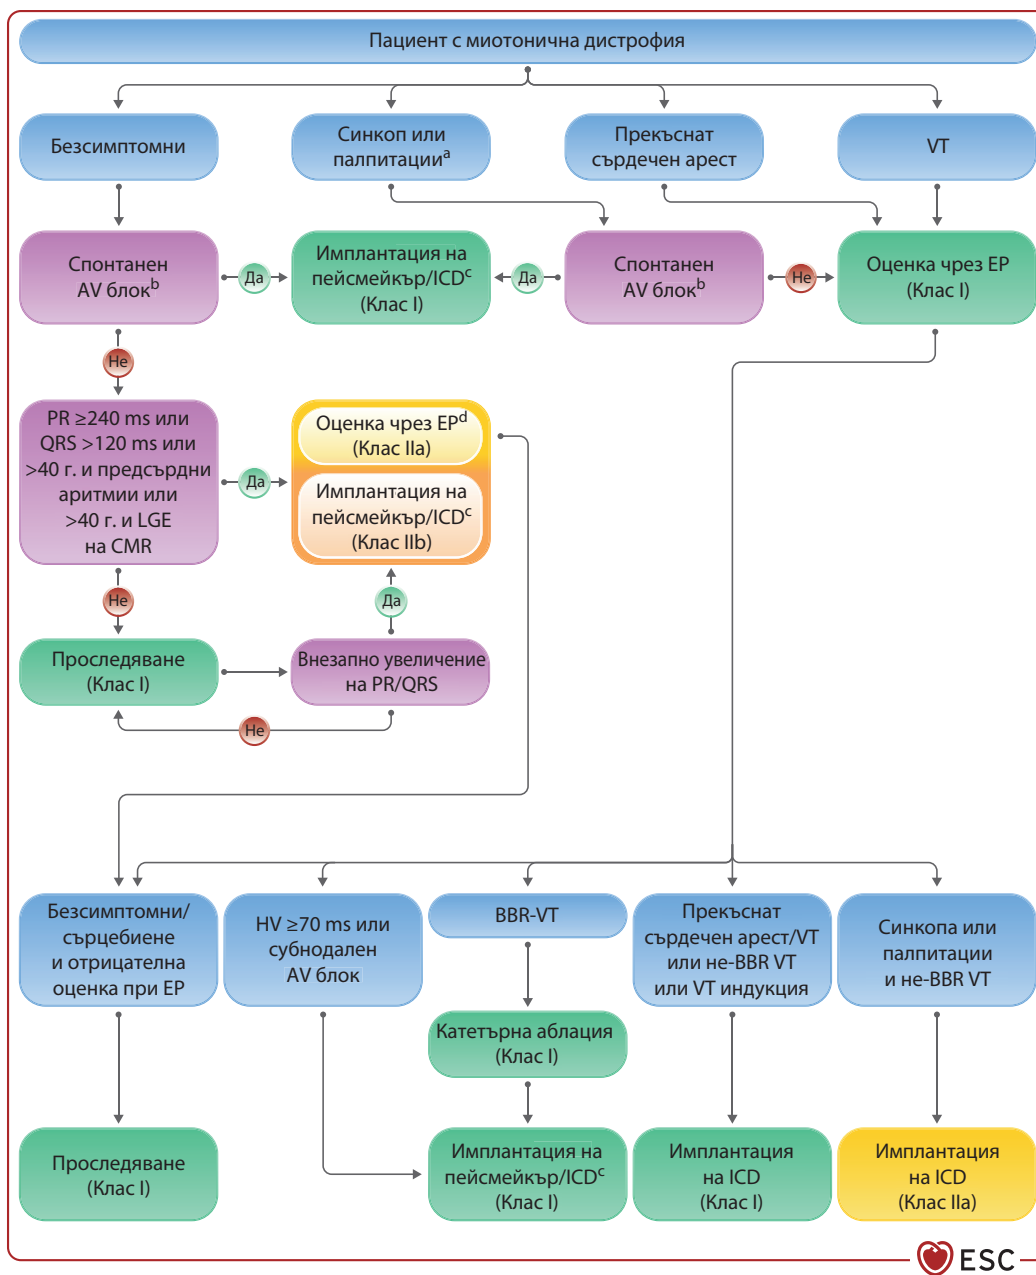 Пациент с миотонична дистрофия
Безсимптомни
Синкоп или
палпитации^a
Прекъснат
сърдечен арест
VT
Спонтанен
AV блок^b
Да
Имплантация на
пейсмейкър/ICD^c
(Клас I)
Да
Спонтанен
AV блок^b
Не
Оценка чрез EP
(Клас I)
Не
PR ≥240 ms или
QRS >120 ms или
>40 г. и предсърдни
аритмии или
>40 г. и LGE
на CMR
Да
Оценка чрез EP^d
(Клас IIa)
Имплантация на
пейсмейкър/ICD^c
(Клас IIb)
Не
Да
Проследяване
(Клас I)
Внезапно увеличение
на PR/QRS
Не
Безсимптомни/
сърцебиене
и отрицателна
оценка при EP
HV ≥70 ms или
субнодален
AV блок
BBR-VT
Прекъснат
сърдечен арест/VT
или не-BBR VT
или VT индукция
Синкопа или
палпитации
и не-BBR VT
Катетърна аблация
(Клас I)
Проследяване
(Клас I)
Имплантация на
пейсмейкър/ICD^c
(Клас I)
Имплантация
на ICD
(Клас I)
Имплантация
на ICD
(Клас IIa)
ESC